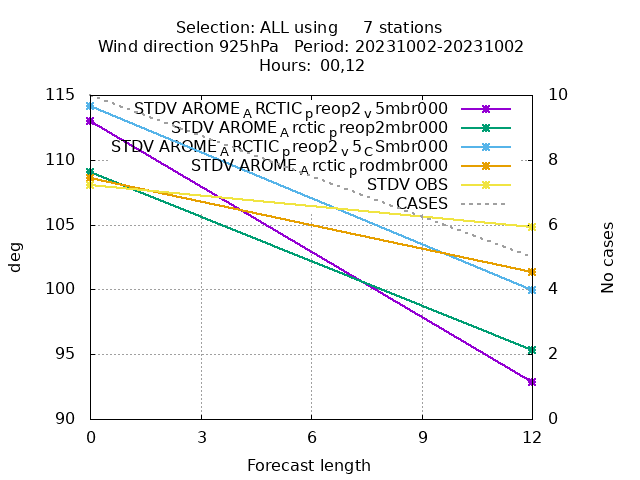 Selection: ALL using     7 stations
Wind direction 925hPa   Period: 20231002-20231002
Hours:  00,12
115
110
105
100
95
90
10
8
6
4
2
0
STDV AROME_ARCTIC_preop2_v5mbr000
STDV AROME_Arctic_preop2mbr000
STDV AROME_ARCTIC_preop2_v5_CSmbr000
STDV AROME_Arctic_prodmbr000
STDV OBS
CASES
deg
No cases
0
3
6
9
12
Forecast length